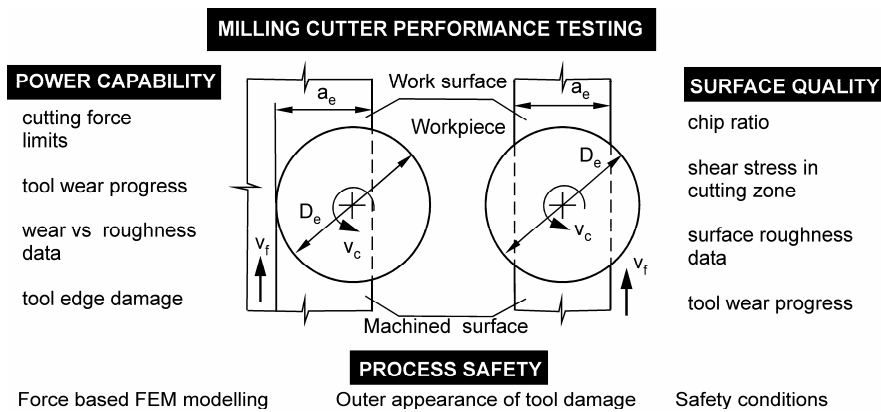 MILLING CUTTER PERFORMANCE TESTING
POWER CAPABILITY
cutting force
limits
tool wear progress
wear vs roughness
data
tool edge damage
Work surface
Workpiece
ae
ae
De
De
vc
vc
vf
vf
Machined surface
SURFACE QUALITY
chip ratio
shear stress in
cutting zone
surface roughness
data
tool wear progress
PROCESS SAFETY
Force based FEM modelling
Outer appearance of tool damage
Safety conditions